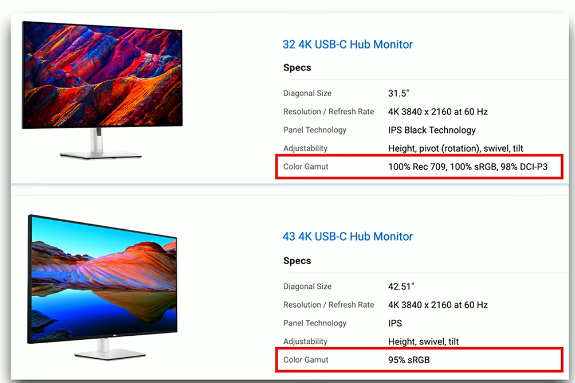 32 4K USB-C Hub Monitor
Specs
Diagonal Size 31.5"
Resolution / Refresh Rate 4K 3840 x 2160 at 60 Hz
Panel Technology IPS Black Technology
Adjustability Height, pivot (rotation), swivel, tilt
Color Gamut 100% Rec 709, 100% sRGB, 98% DCI-P3
43 4K USB-C Hub Monitor
Specs
Diagonal Size 42.51"
Resolution / Refresh Rate 4K 3840 x 2160 at 60 Hz
Panel Technology IPS
Adjustability Height, swivel, tilt
Color Gamut 95% sRGB